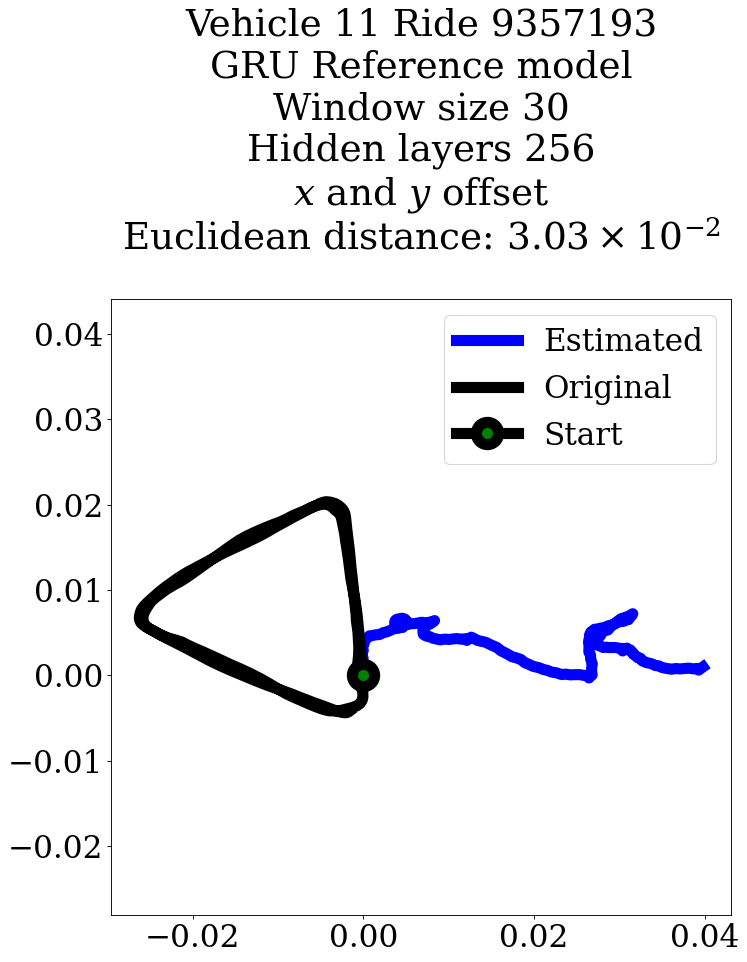 Vehicle 11 Ride 9357193
GRU Reference model
Window size 30
Hidden layers 256
x and y offset
Euclidean distance: 3.03 × 10⁻²
Estimated
Original
Start
0.04
0.03
0.02
0.01
0.00
−0.01
−0.02
−0.02 0.00 0.02 0.04